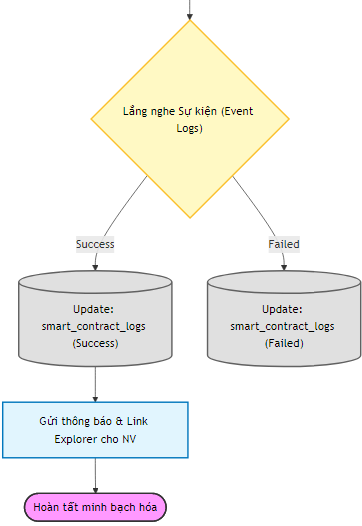 Lắng nghe Sự kiện (Event
Logs)
Success
Failed
Update:
smart_contract_logs
(Success)
Update:
smart_contract_logs
(Failed)
Gửi thông báo & Link
Explorer cho NV
Hoàn tất minh bạch hóa